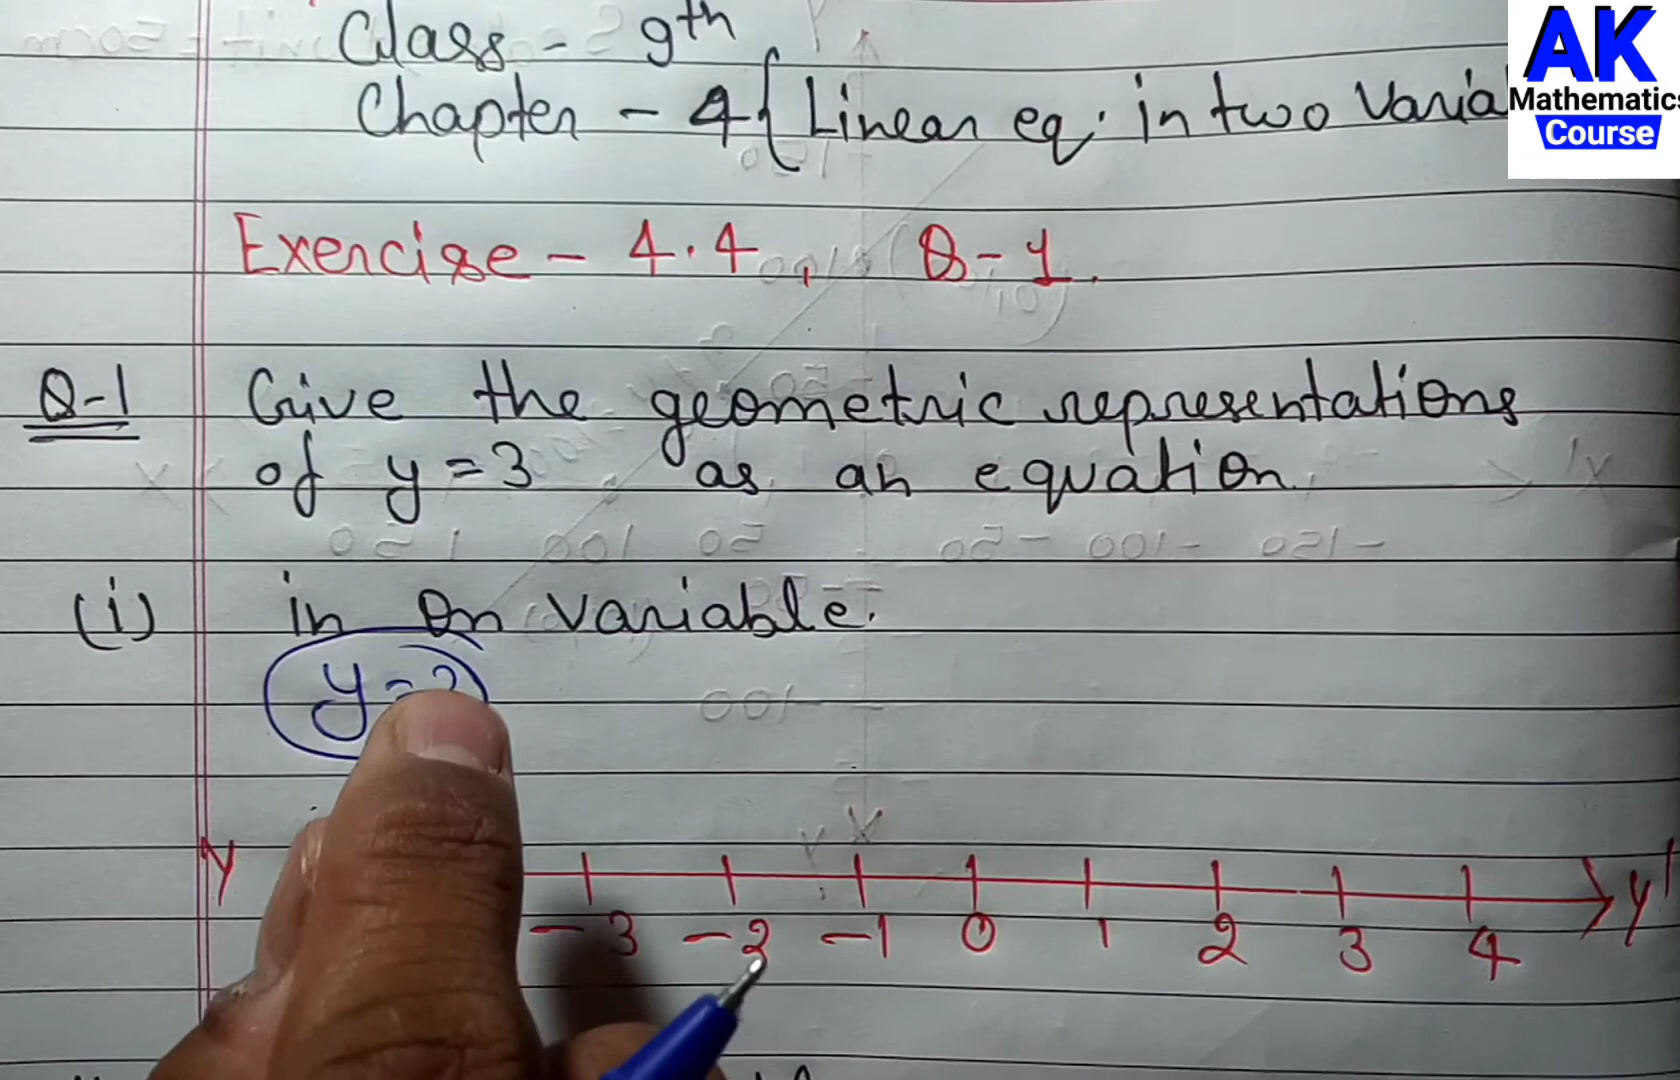 Class - 9th
Chapter - 4 { Linear eq. in two Varia
AK
Mathematics
Course
Exercise - 4.4, Q-1.
Q-1 Give the geometric representations
of y=3 as an equation.
(i) in on variable.
y=3
y -3 -2 -1 0 1 2 3 4 y'